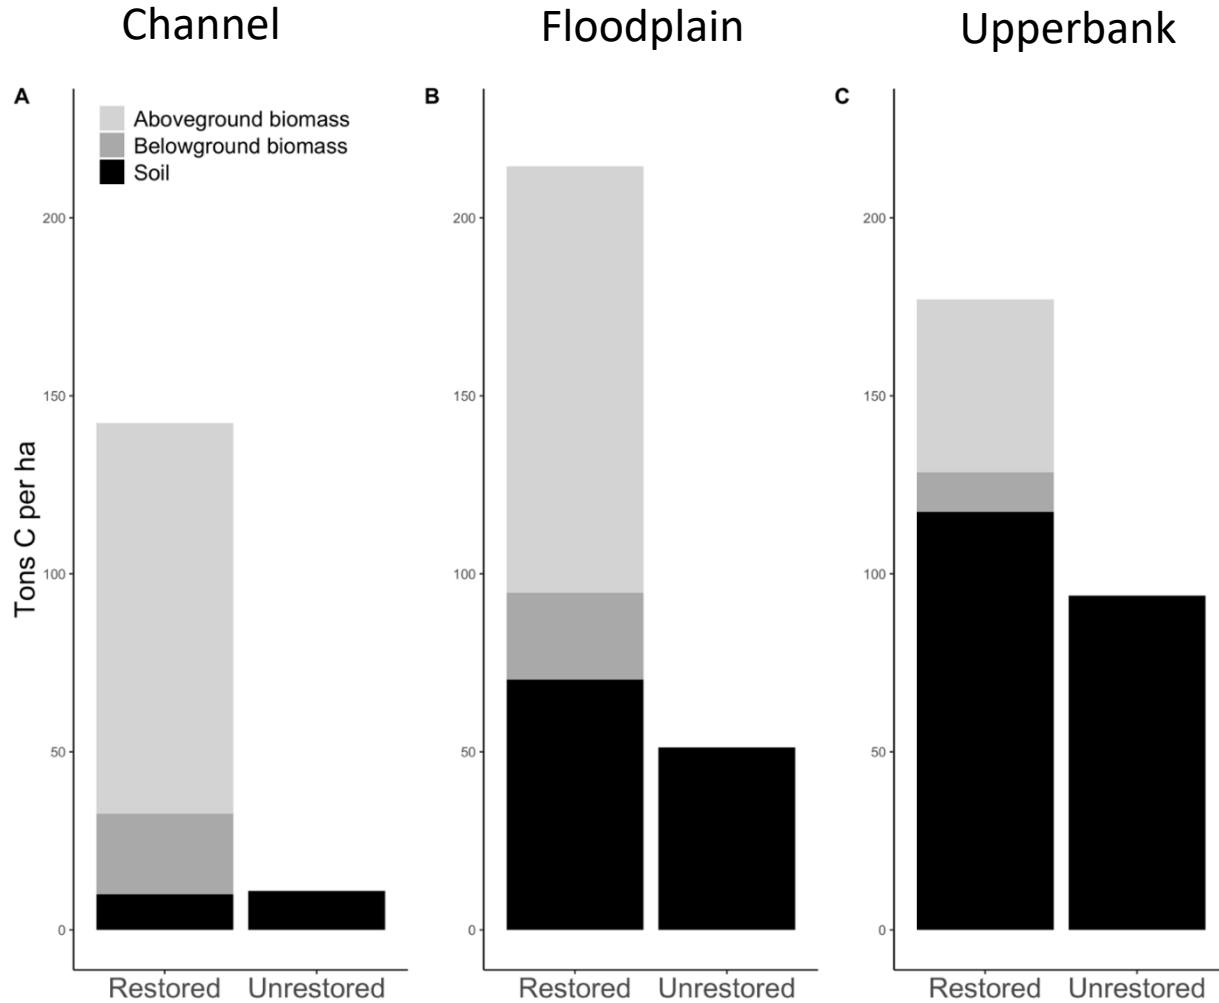 Channel
Floodplain
Upperbank
A
B
C
Aboveground biomass
Belowground biomass
Soil
Tons C per ha
200
150
100
50
0
Restored Unrestored
200
150
100
50
0
Restored Unrestored
200
150
100
50
0
Restored Unrestored